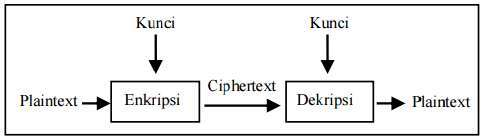 Kunci Kunci
Ciphertext
Plaintext Enkripsi Dekripsi Plaintext